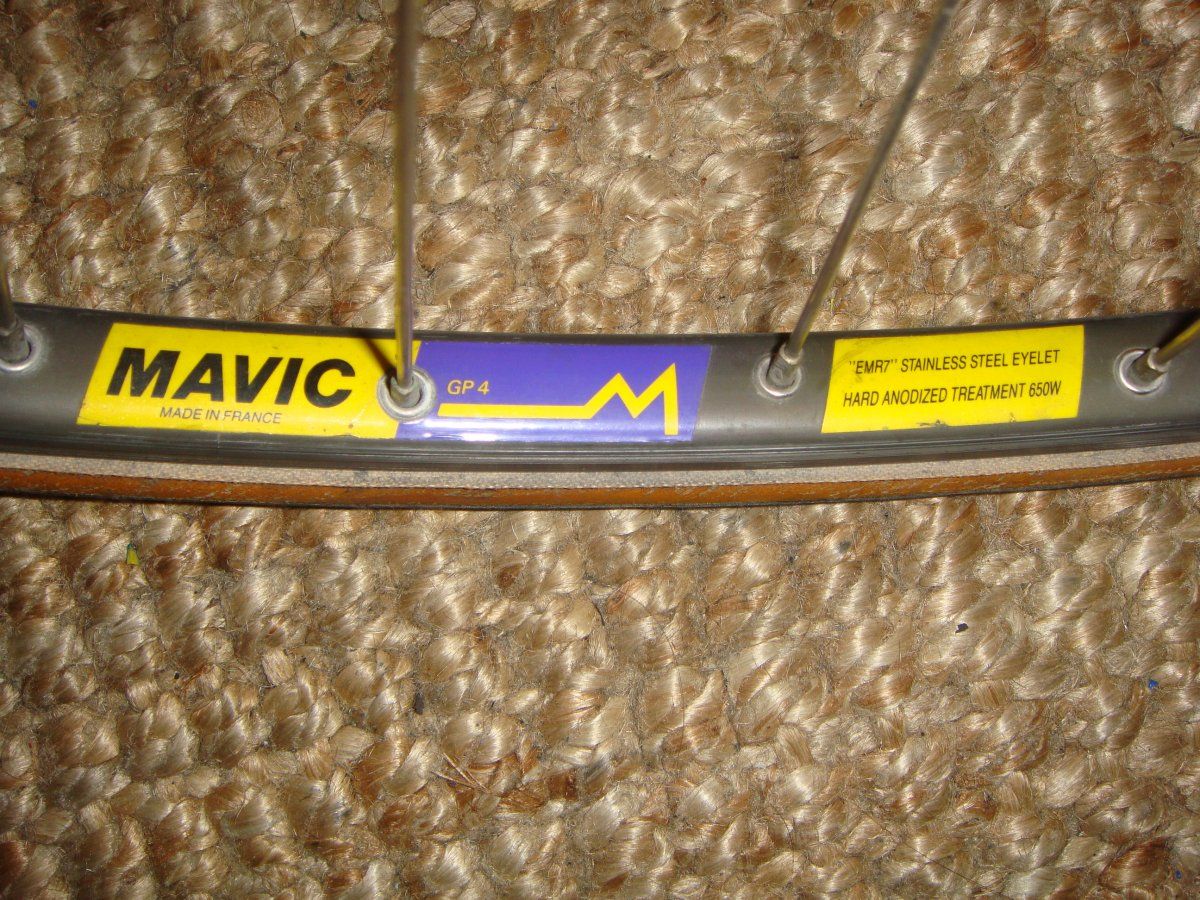 MAVIC
MADE IN FRANCE
GP 4
"EMR7" STAINLESS STEEL EYELET
HARD ANODIZED TREATMENT 650W